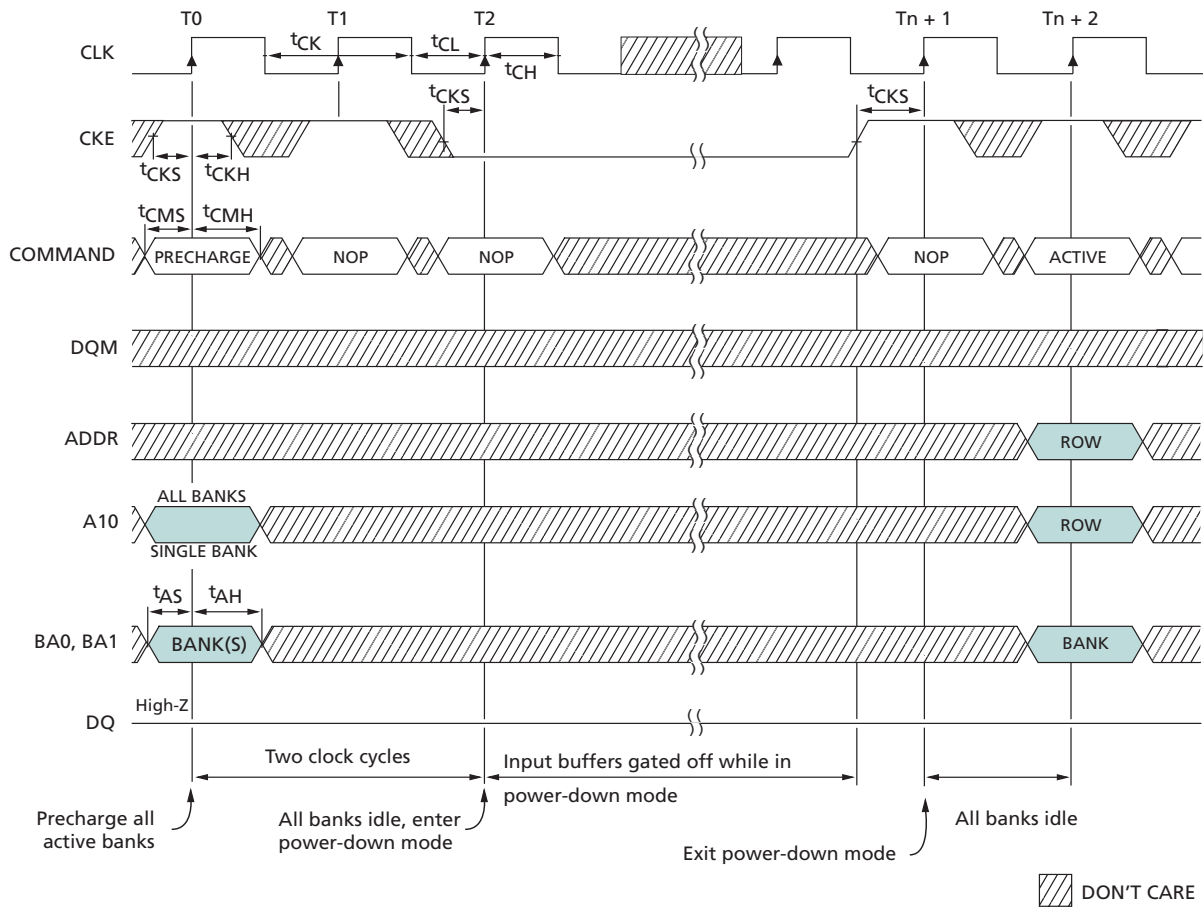 T0 T1 T2 Tn + 1 Tn + 2
CLK
tCK tCL tCH
CKE
tCKS tCKS
tCKS tCKH
tCMS tCMH
COMMAND PRECHARGE NOP NOP NOP ACTIVE
DQM
ADDR ROW
ALL BANKS
A10 ROW
SINGLE BANK
tAS tAH
BA0, BA1 BANK(S) BANK
High-Z
DQ
Two clock cycles
Input buffers gated off while in
power-down mode
Precharge all
active banks
All banks idle, enter
power-down mode
Exit power-down mode
All banks idle
DON'T CARE